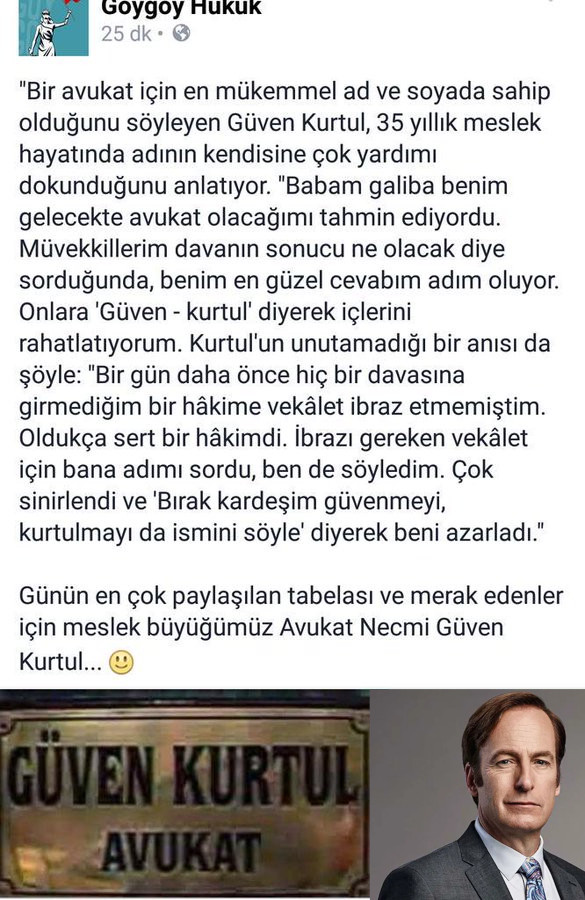 Goygoy Hukuk
25 dk
"Bir avukat için en mükemmel ad ve soyada sahip
olduğunu söyleyen Güven Kurtul, 35 yıllık meslek
hayatında adının kendisine çok yardımı
dokunduğunu anlatıyor. "Babam galiba benim
gelecekte avukat olacağımı tahmin ediyordu.
Müvekkillerim davanın sonucu ne olacak diye
sorduğunda, benim en güzel cevabım adım oluyor.
Onlara 'Güven - kurtul' diyerek içlerini
rahatlatıyorum. Kurtul'un unutamadığı bir anısı da
şöyle: "Bir gün daha önce hiç bir davasına
girmediğim bir hâkime vekâlet ibraz etmemiştim.
Oldukça sert bir hâkimdi. İbrazı gereken vekâlet
için bana adımı sordu, ben de söyledim. Çok
sinirlendi ve 'Bırak kardeşim güvenmeyi,
kurtulmayı da ismini söyle' diyerek beni azarladı."
Günün en çok paylaşılan tabelası ve merak edenler
için meslek büyüğümüz Avukat Necmi Güven
Kurtul... 🙂
GÜVEN KURTUL
AVUKAT